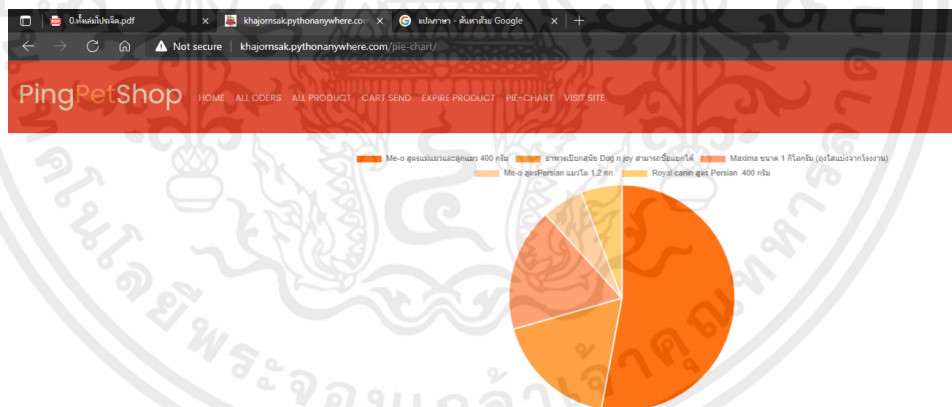 0.ทั้งเล่มโปรเจ็ค.pdf
khajornsak.pythonanywhere.com
แปลภาษา - ค้นหาด้วย Google
Not secure
khajornsak.pythonanywhere.com/pie-chart/
PingPetShop HOME ALL ODERS ALL PRODUCT CART SEND EXPIRE PRODUCT PIE-CHART VISIT SITE
Me-o สูตรแม่แมวและลูกแมว 400 กรัม อาหารเปียกสุนัข Dog n joy สามารถซื้อแยกได้ Maxima ขนาด 1 กิโลกรัม (ถุงใสแบ่งจากโรงงาน)
Me-o สูตรPersian แมวโต 1.2 กก. Royal canin สูตร Persian 400 กรัม